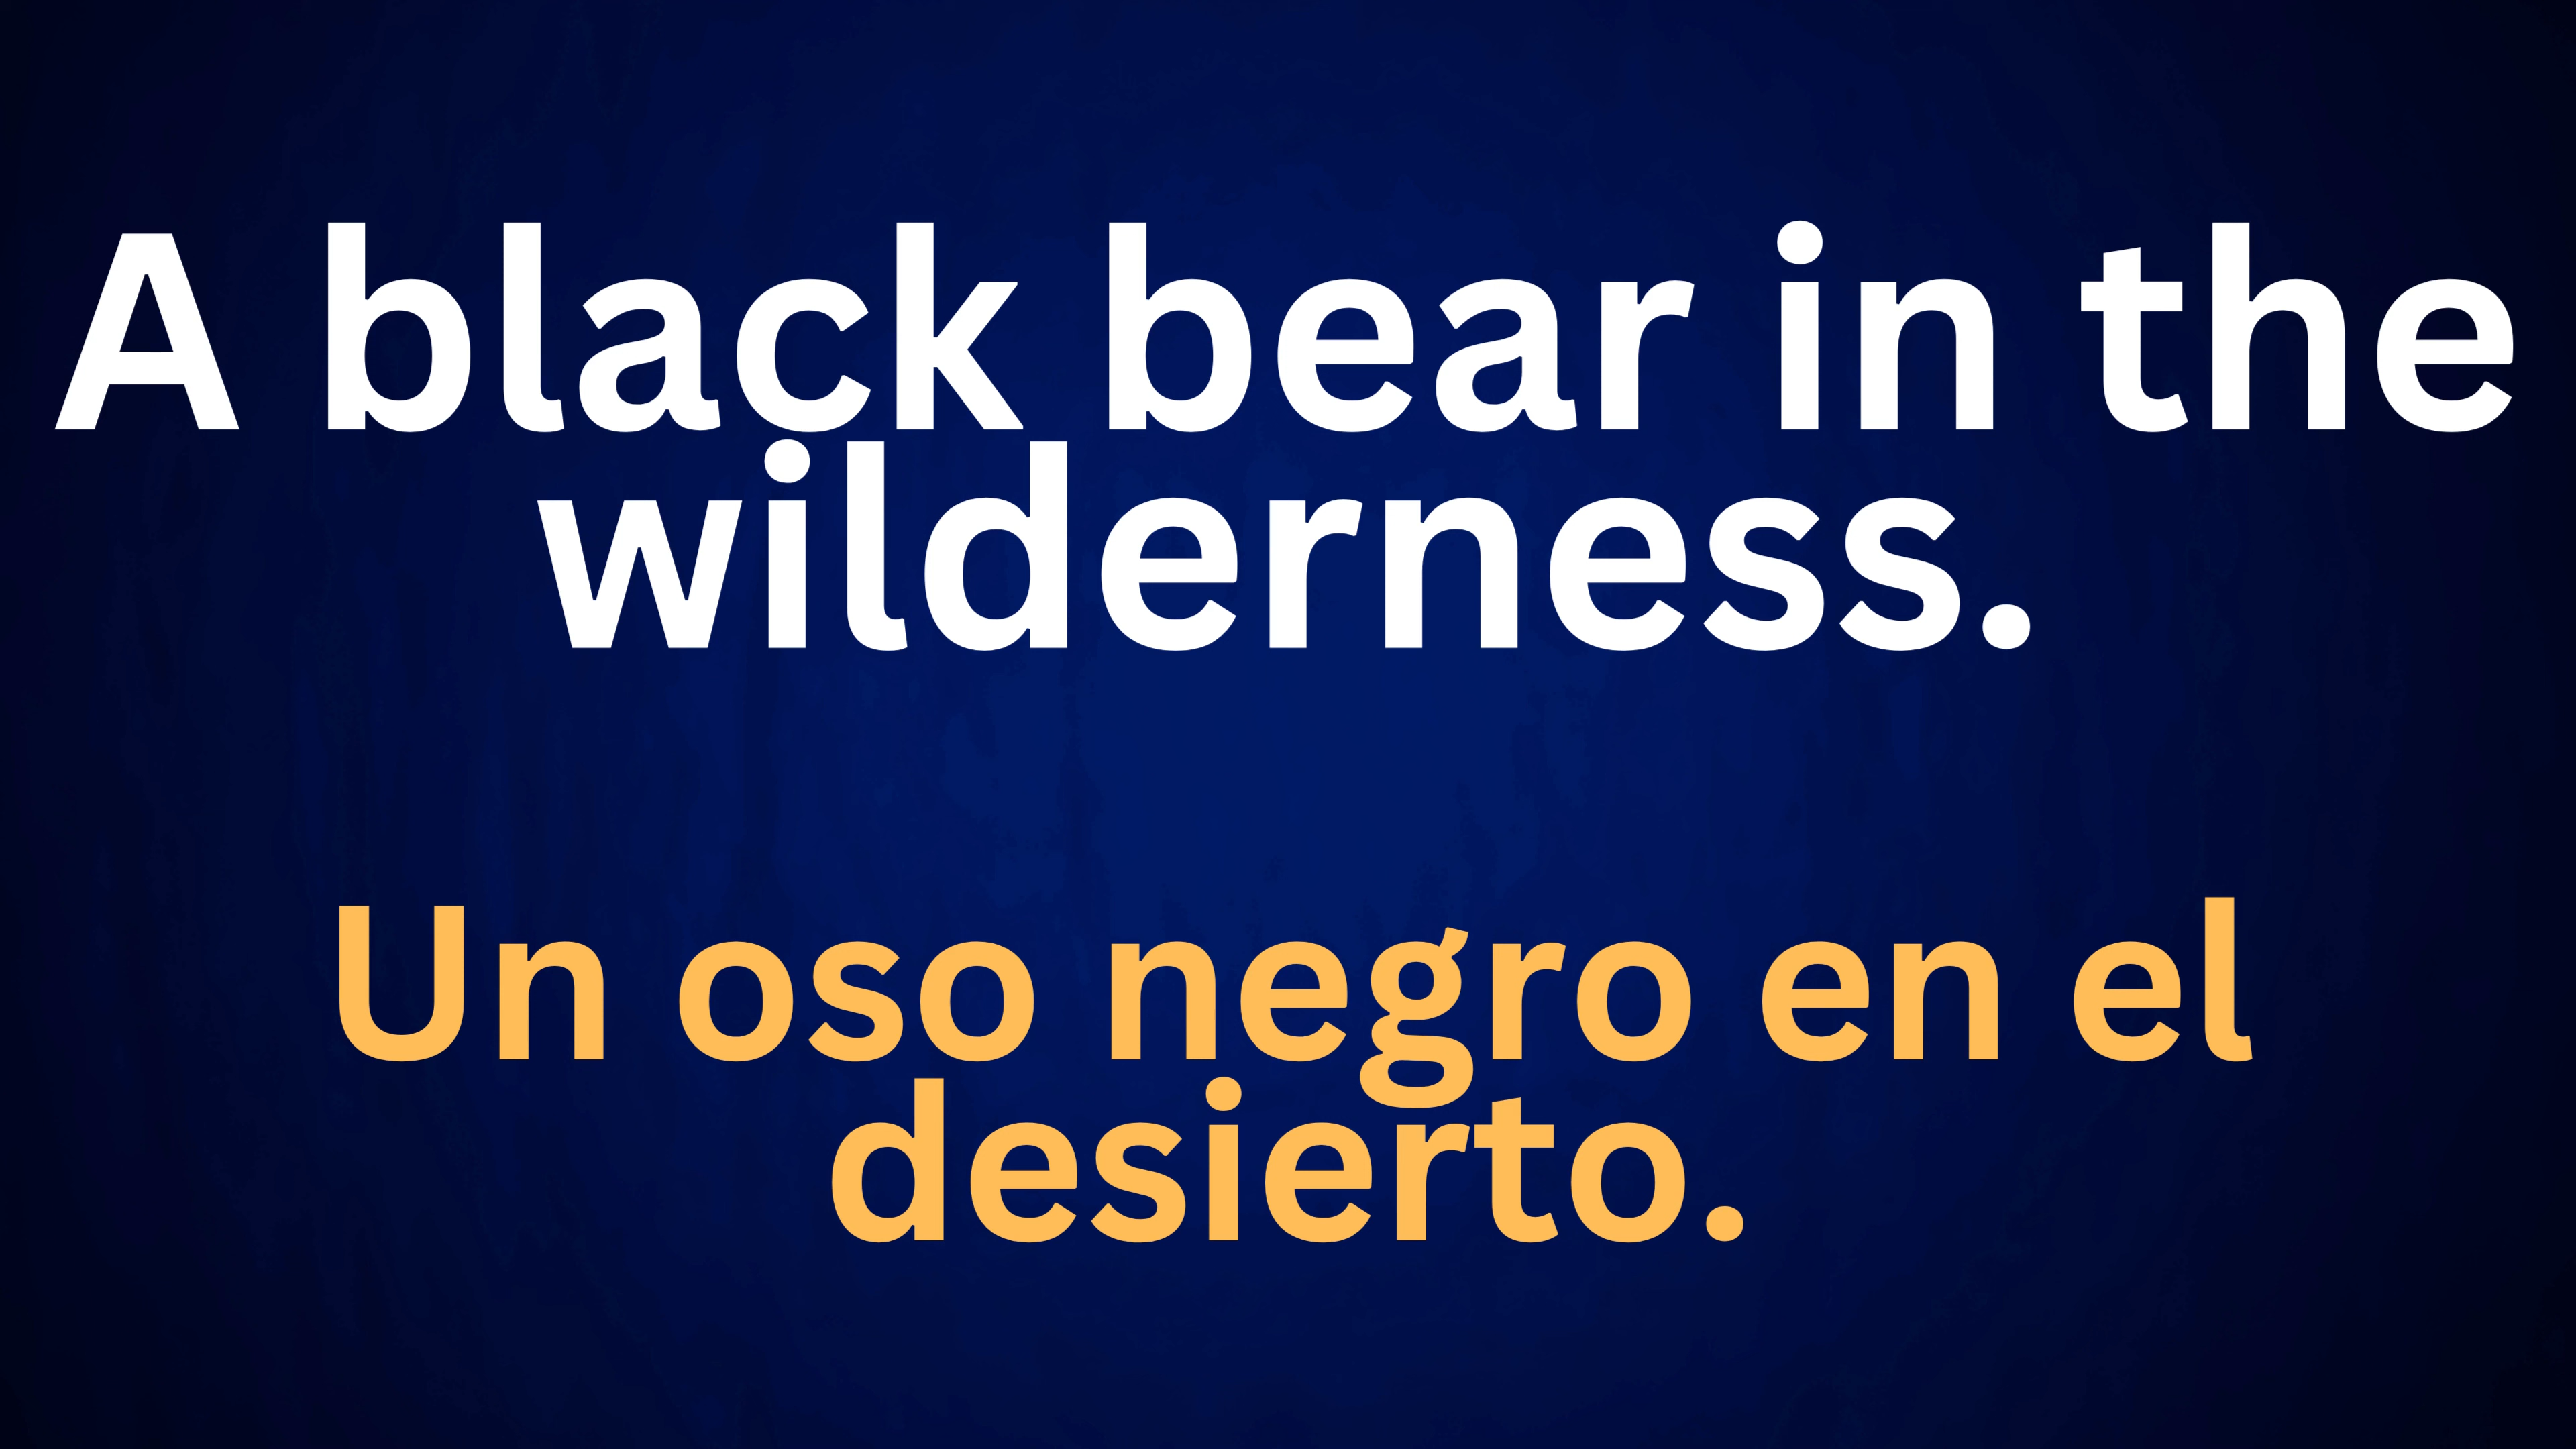 A black bear in the
wilderness.
Un oso negro en el
desierto.